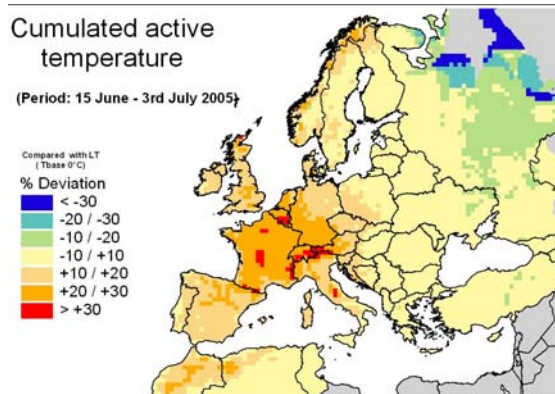 Cumulated active
temperature
(Period: 15 June - 3rd July 2005)
Compared with LT
(Tbase 0°C)
% Deviation
< -30
-20 / -30
-10 / -20
-10 / +10
+10 / +20
+20 / +30
> +30